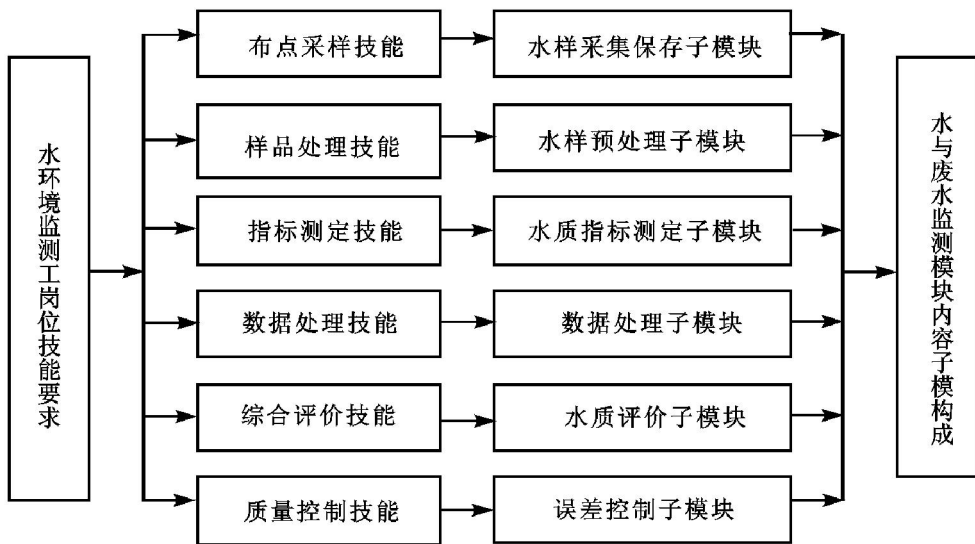 水环境监测工岗位技能要求
布点采样技能
水样采集保存子模块
样品处理技能
水样预处理子模块
指标测定技能
水质指标测定子模块
数据处理技能
数据处理子模块
综合评价技能
水质评价子模块
质量控制技能
误差控制子模块
水与废水监测模块内容子模构成